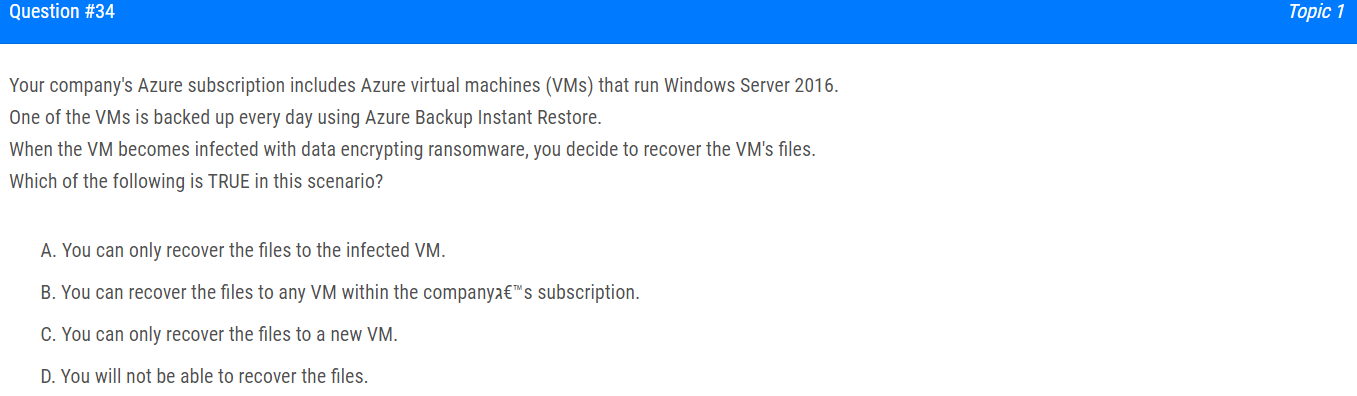 Question #34
Topic 1
Your company's Azure subscription includes Azure virtual machines (VMs) that run Windows Server 2016.
One of the VMs is backed up every day using Azure Backup Instant Restore.
When the VM becomes infected with data encrypting ransomware, you decide to recover the VM's files.
Which of the following is TRUE in this scenario?
A. You can only recover the files to the infected VM.
B. You can recover the files to any VM within the companyג€™s subscription.
C. You can only recover the files to a new VM.
D. You will not be able to recover the files.